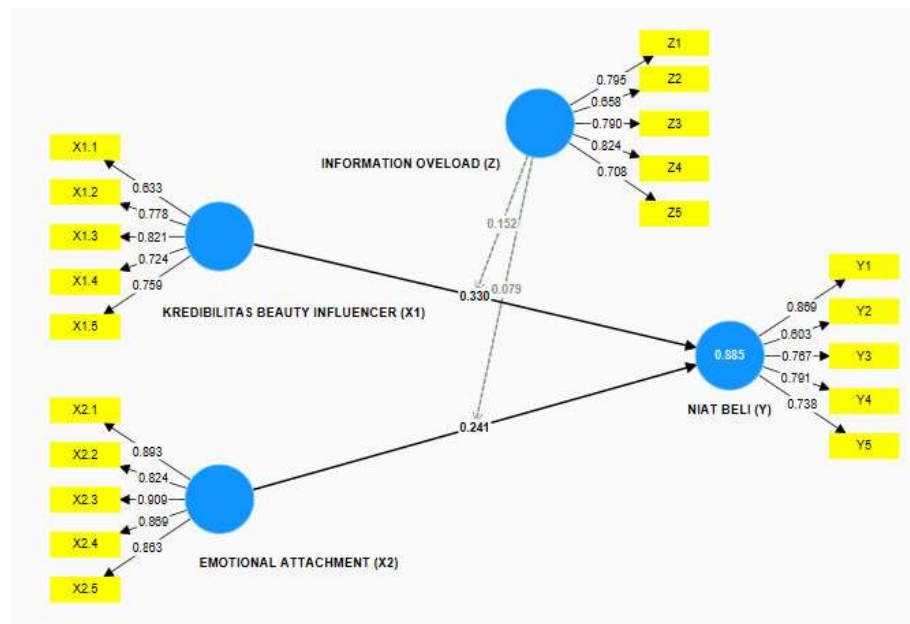 Z1
0.795
Z2
0.658
0.790
Z3
0.824
Z4
0.708
Z5
INFORMATION OVELOAD (Z)
X1.1
0.633
X1.2
0.778
X1.3
0.821
X1.4
0.724
X1.5
0.759
KREDIBILITAS BEAUTY INFLUENCER (X1)
0.152
0.079
0.330
0.241
Y1
0.869
Y2
0.603
0.885
0.767
Y3
0.791
Y4
0.738
Y5
NIAT BELI (Y)
X2.1
0.893
X2.2
0.824
X2.3
0.909
X2.4
0.869
0.863
X2.5
EMOTIONAL ATTACHMENT (X2)